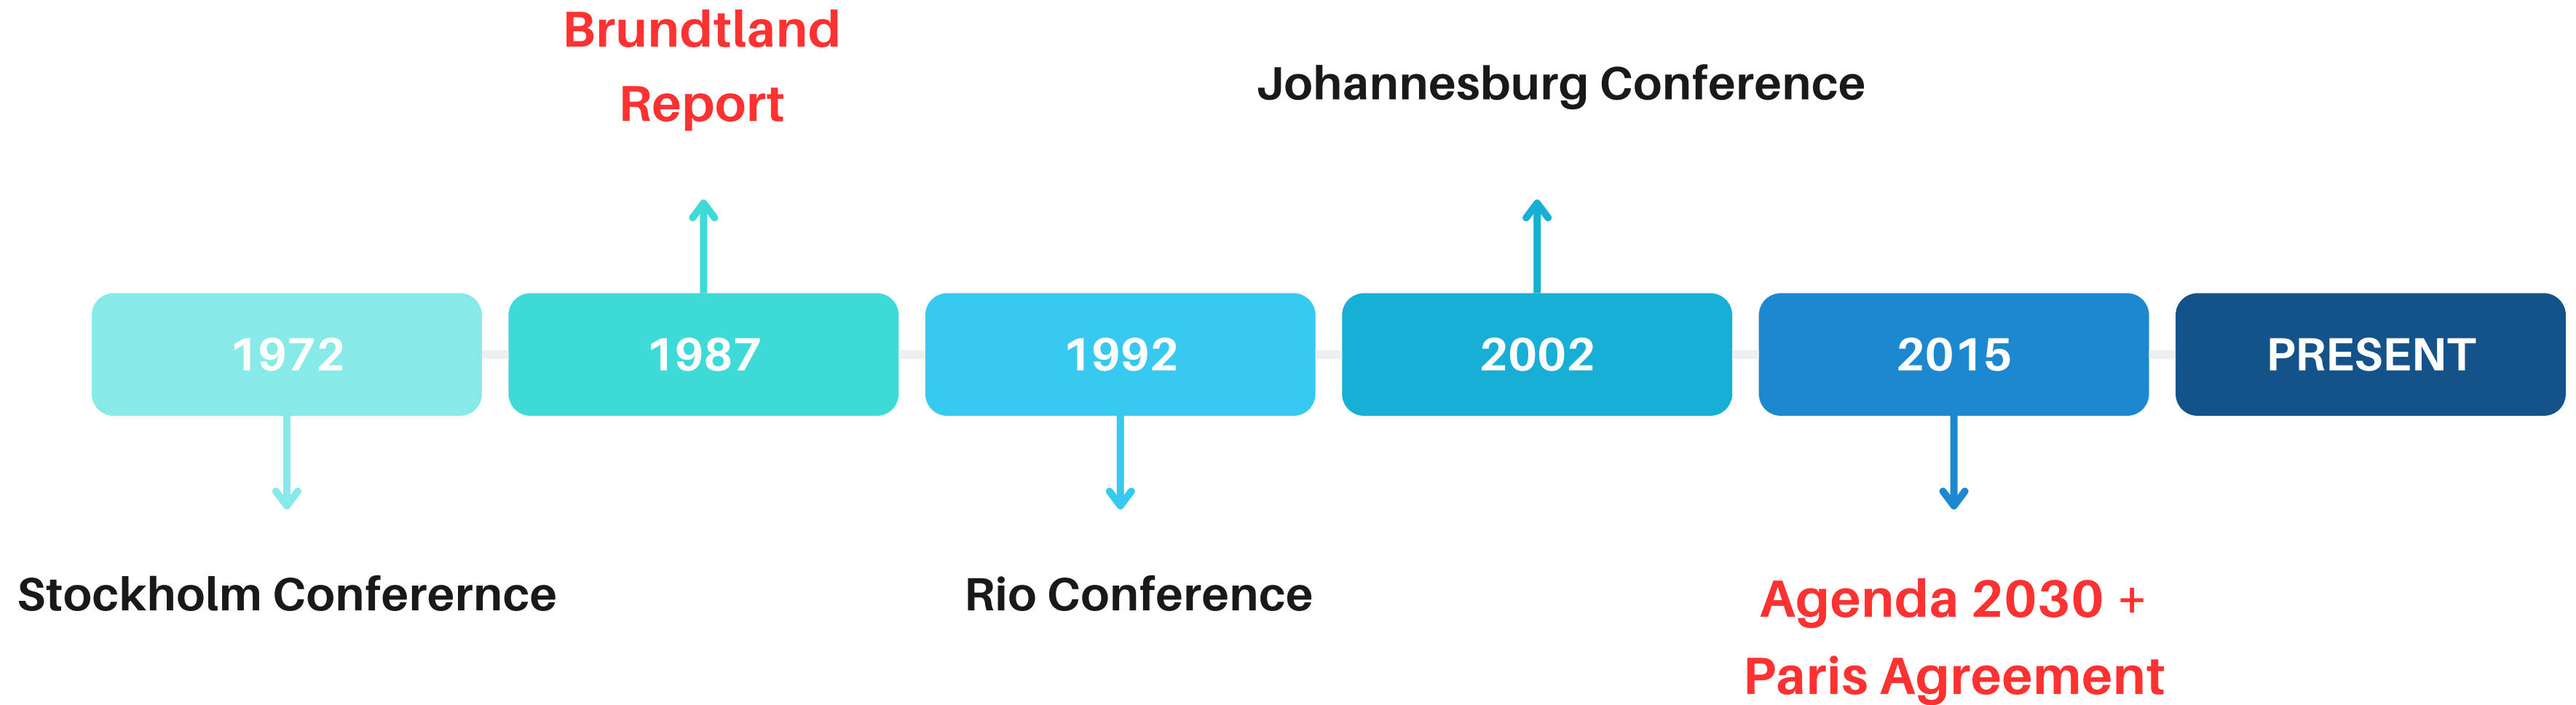 Brundtland
Report
Johannesburg Conference
1972
1987
1992
2002
2015
PRESENT
Stockholm Conferernce
Rio Conference
Agenda 2030 +
Paris Agreement